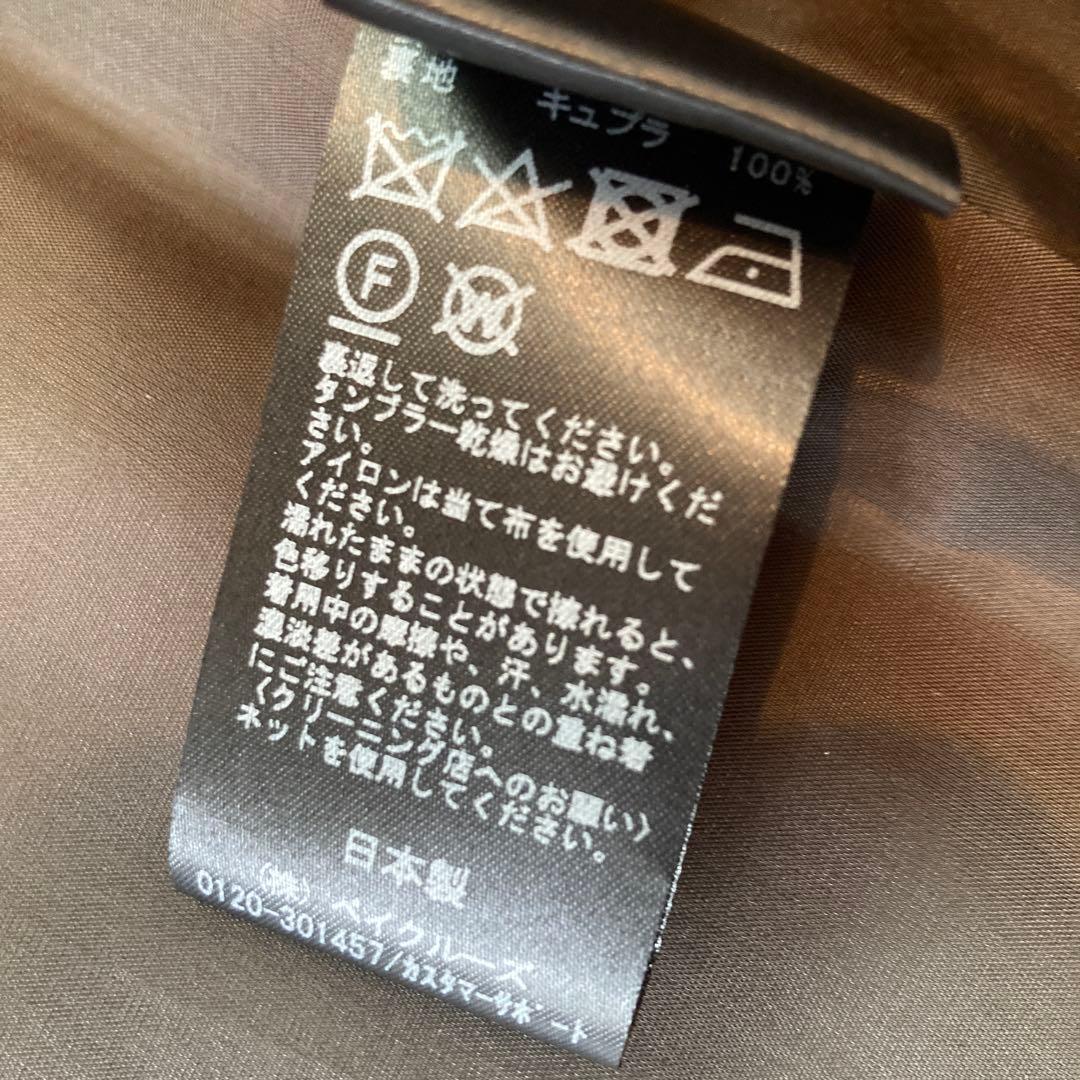 裏地 キュプラ 100%
F W
裏返して洗ってください。
タンブラー乾燥はお避けくだ
さい。
アイロンは当て布を使用して
ください。
濡れたままの状態で擦れると、
色移りすることがあります。
着用中の摩擦や、汗、水濡れ、
濃淡差があるものとの重ね着
にご注意ください。
〈クリーニング店へのお願い〉
ネットを使用してください。
日本製
(株) ベイクルーズ
0120-301457/カスタマーサポート